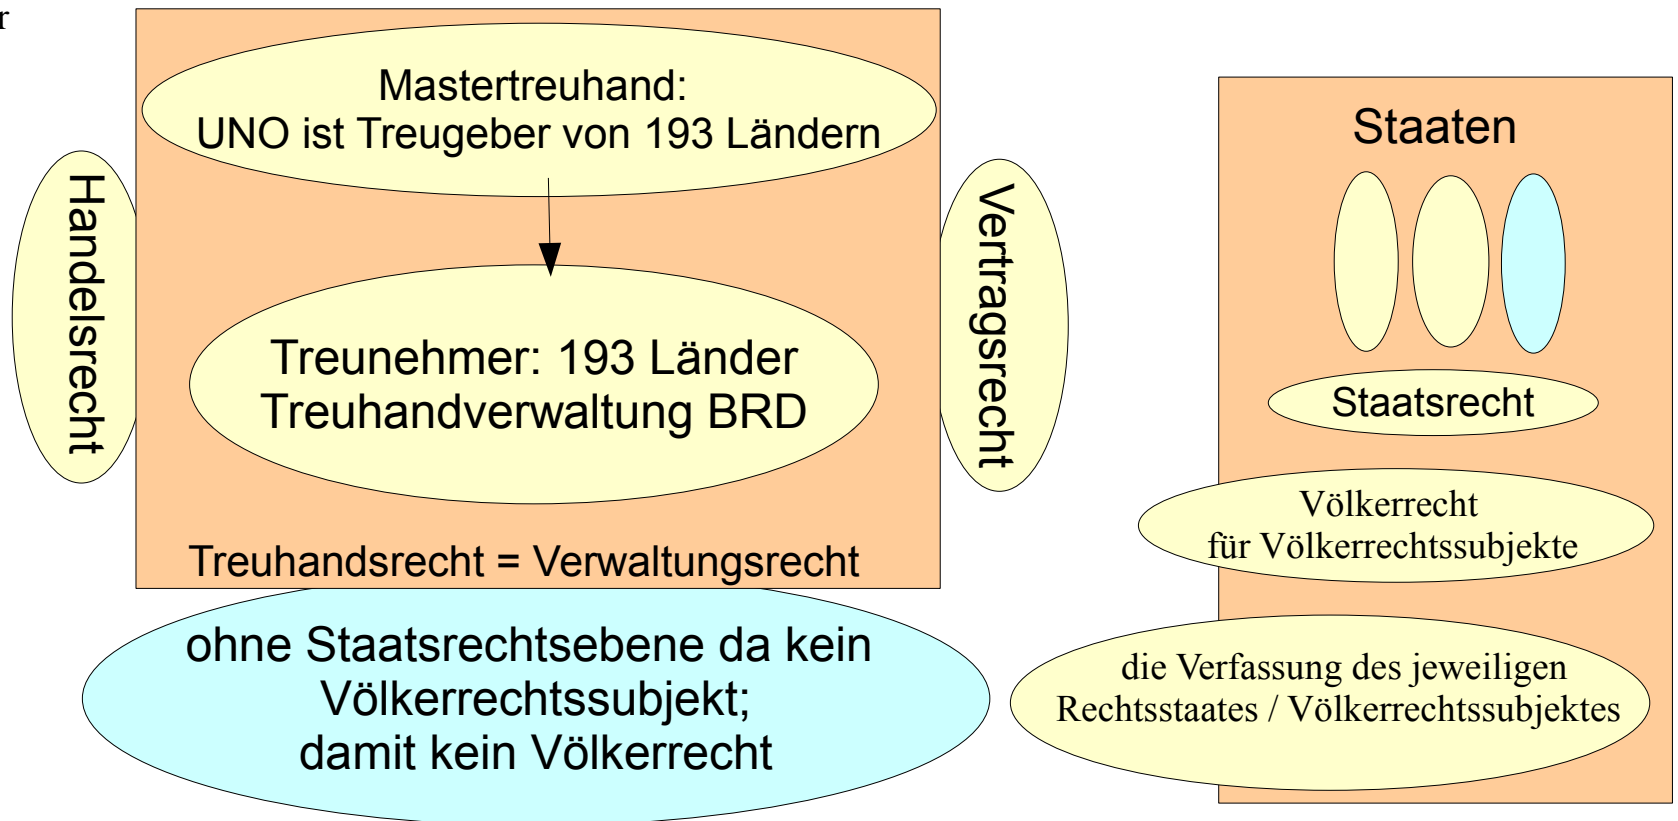 r
Mastertreuhand:
UNO ist Treugeber von 193 Ländern
Handelsrecht
Vertragsrecht
Treunehmer: 193 Länder
Treuhandverwaltung BRD
Treuhandsrecht = Verwaltungsrecht
ohne Staatsrechtsebene da kein
Völkerrechtssubjekt;
damit kein Völkerrecht
Staaten
Staatsrecht
Völkerrecht
für Völkerrechtssubjekte
die Verfassung des jeweiligen
Rechtsstaates / Völkerrechtssubjektes